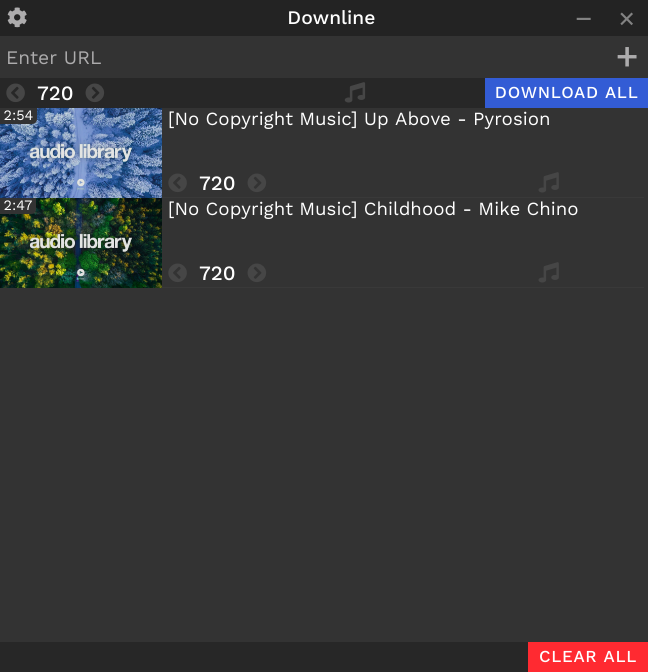 Downline
Enter URL
720
DOWNLOAD ALL
2:54
audio library
[No Copyright Music] Up Above - Pyrosion
720
2:47
audio library
[No Copyright Music] Childhood - Mike Chino
720
CLEAR ALL